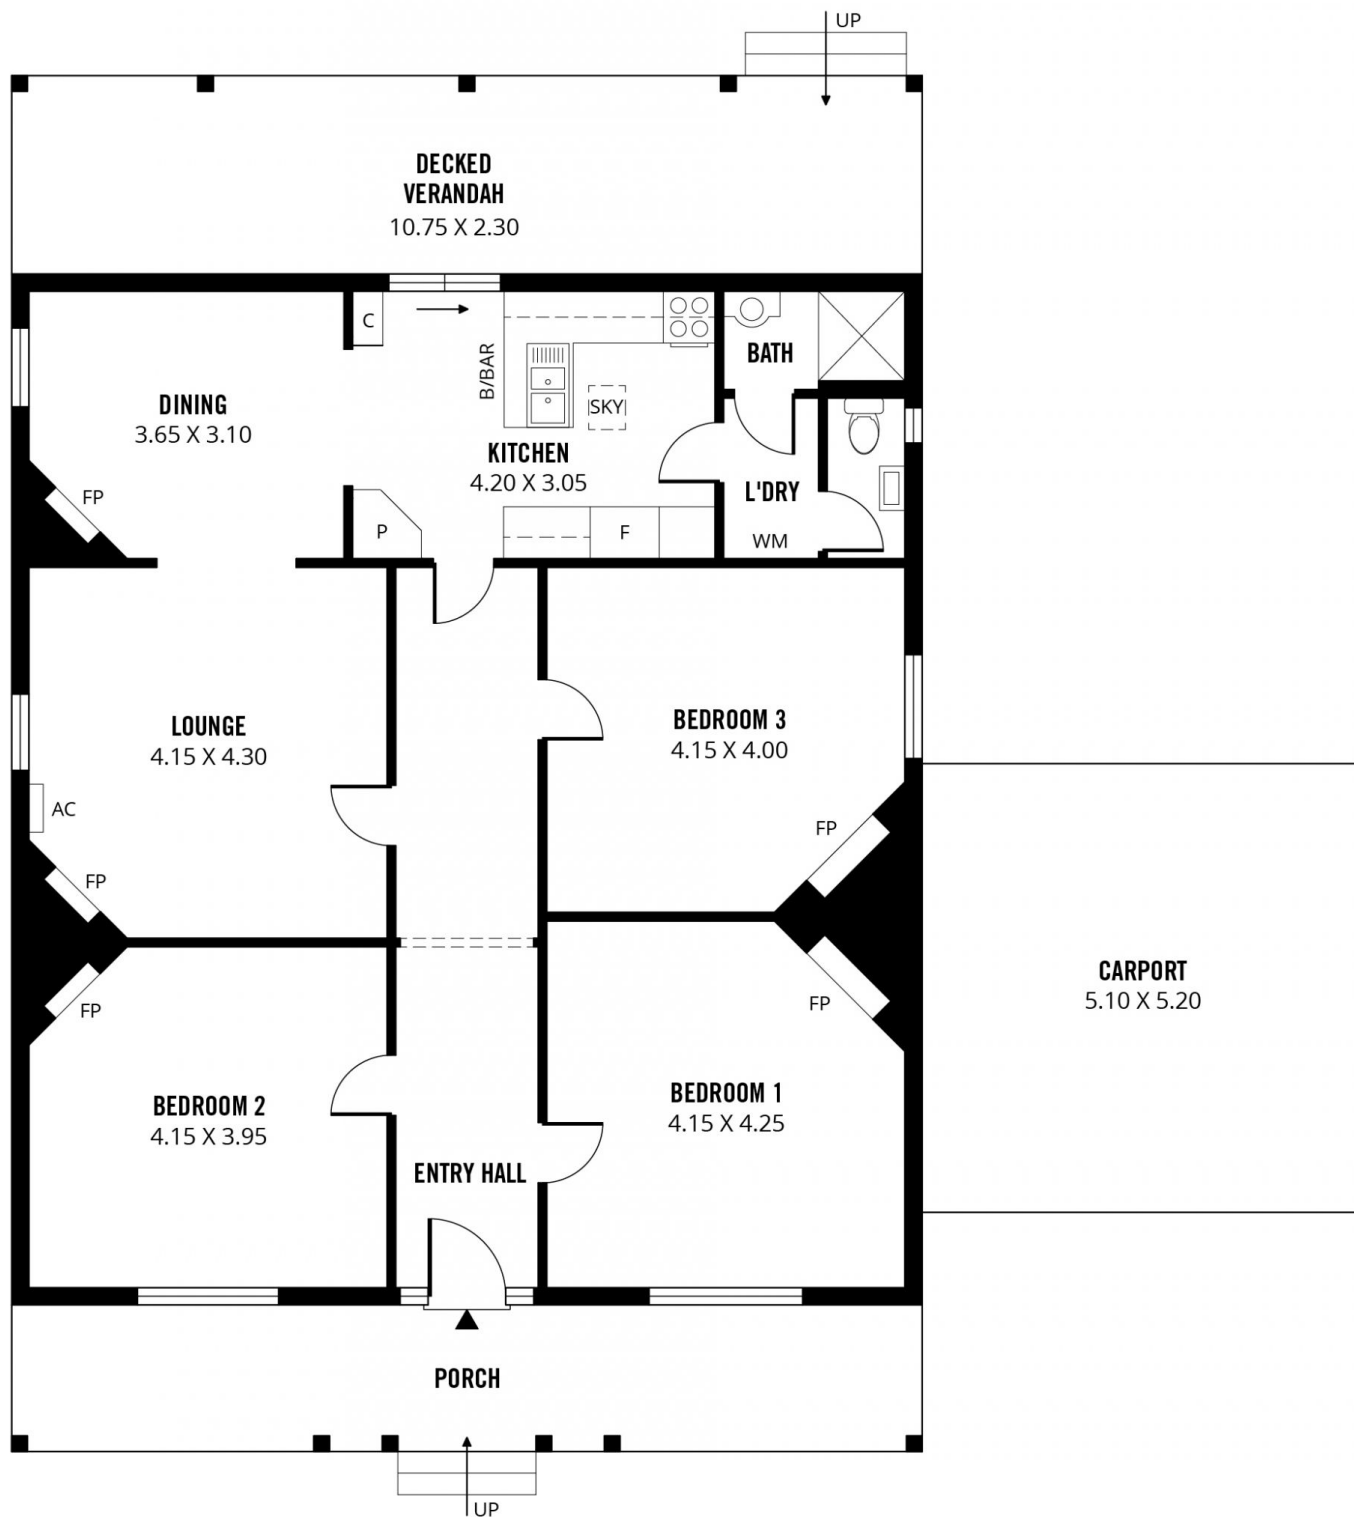 UP
DECKED
VERANDAH
10.75 X 2.30
C
B/BAR
BATH
DINING
3.65 X 3.10
SKY
KITCHEN
4.20 X 3.05
L'DRY
FP
P
F
WM
LOUNGE
4.15 X 4.30
BEDROOM 3
4.15 X 4.00
AC
FP
FP
CARPORT
5.10 X 5.20
FP
FP
BEDROOM 2
4.15 X 3.95
BEDROOM 1
4.15 X 4.25
ENTRY HALL
PORCH
UP